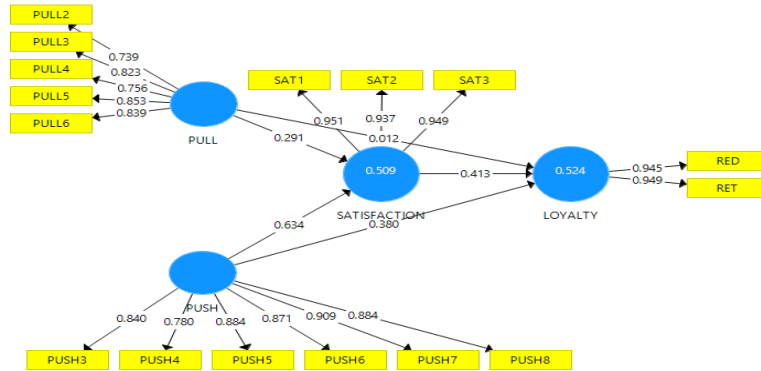 PULL2
PULL3
PULL4
PULL5
PULL6
0.739
0.823
0.756
0.853
0.839
PULL
SAT1
SAT2
SAT3
0.951
0.937
0.949
0.012
0.291
0.509
SATISFACTION
0.413
0.524
LOYALTY
0.945
0.949
RED
RET
0.634
0.380
PUSH
0.840
0.780
0.884
0.871
0.909
0.884
PUSH3
PUSH4
PUSH5
PUSH6
PUSH7
PUSH8